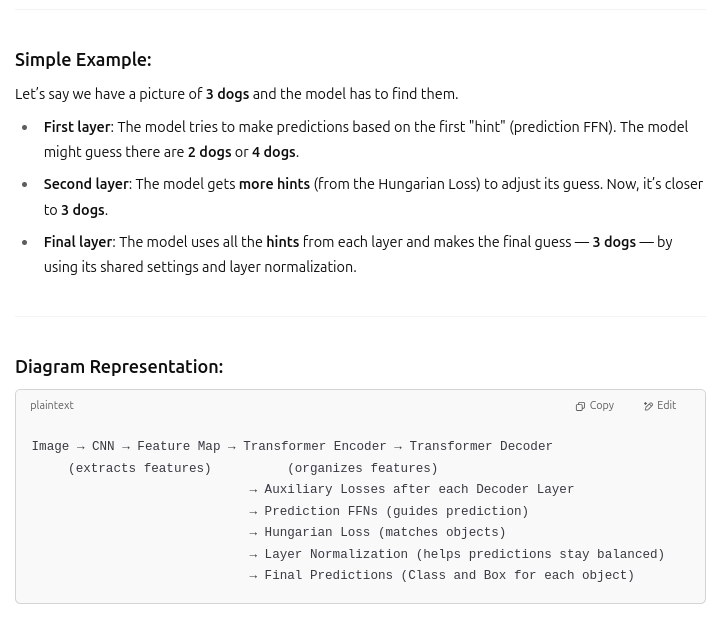 Simple Example:
Let's say we have a picture of 3 dogs and the model has to find them.
• First layer: The model tries to make predictions based on the first "hint" (prediction FFN). The model
might guess there are 2 dogs or 4 dogs.
• Second layer: The model gets more hints (from the Hungarian Loss) to adjust its guess. Now, it's closer
to 3 dogs.
• Final layer: The model uses all the hints from each layer and makes the final guess — 3 dogs — by
using its shared settings and layer normalization.
Diagram Representation:
plaintext Copy Edit
Image → CNN → Feature Map → Transformer Encoder → Transformer Decoder
(extracts features) (organizes features)
→ Auxiliary Losses after each Decoder Layer
→ Prediction FFNs (guides prediction)
→ Hungarian Loss (matches objects)
→ Layer Normalization (helps predictions stay balanced)
→ Final Predictions (Class and Box for each object)